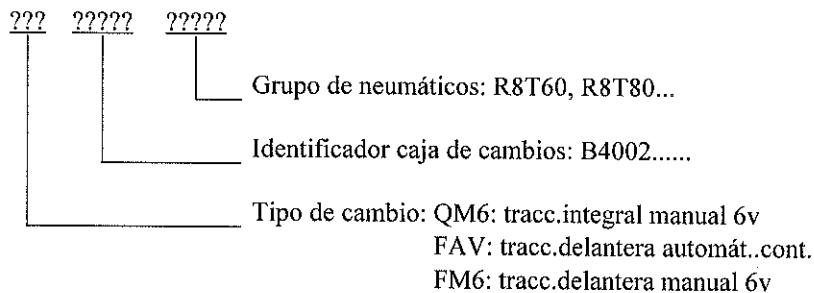 ??? ????? ?????
Grupo de neumáticos: R8T60, R8T80...
Identificador caja de cambios: B4002......
Tipo de cambio: QM6: tracc.integral manual 6v
FAV: tracc.delantera automát..cont.
FM6: tracc.delantera manual 6v